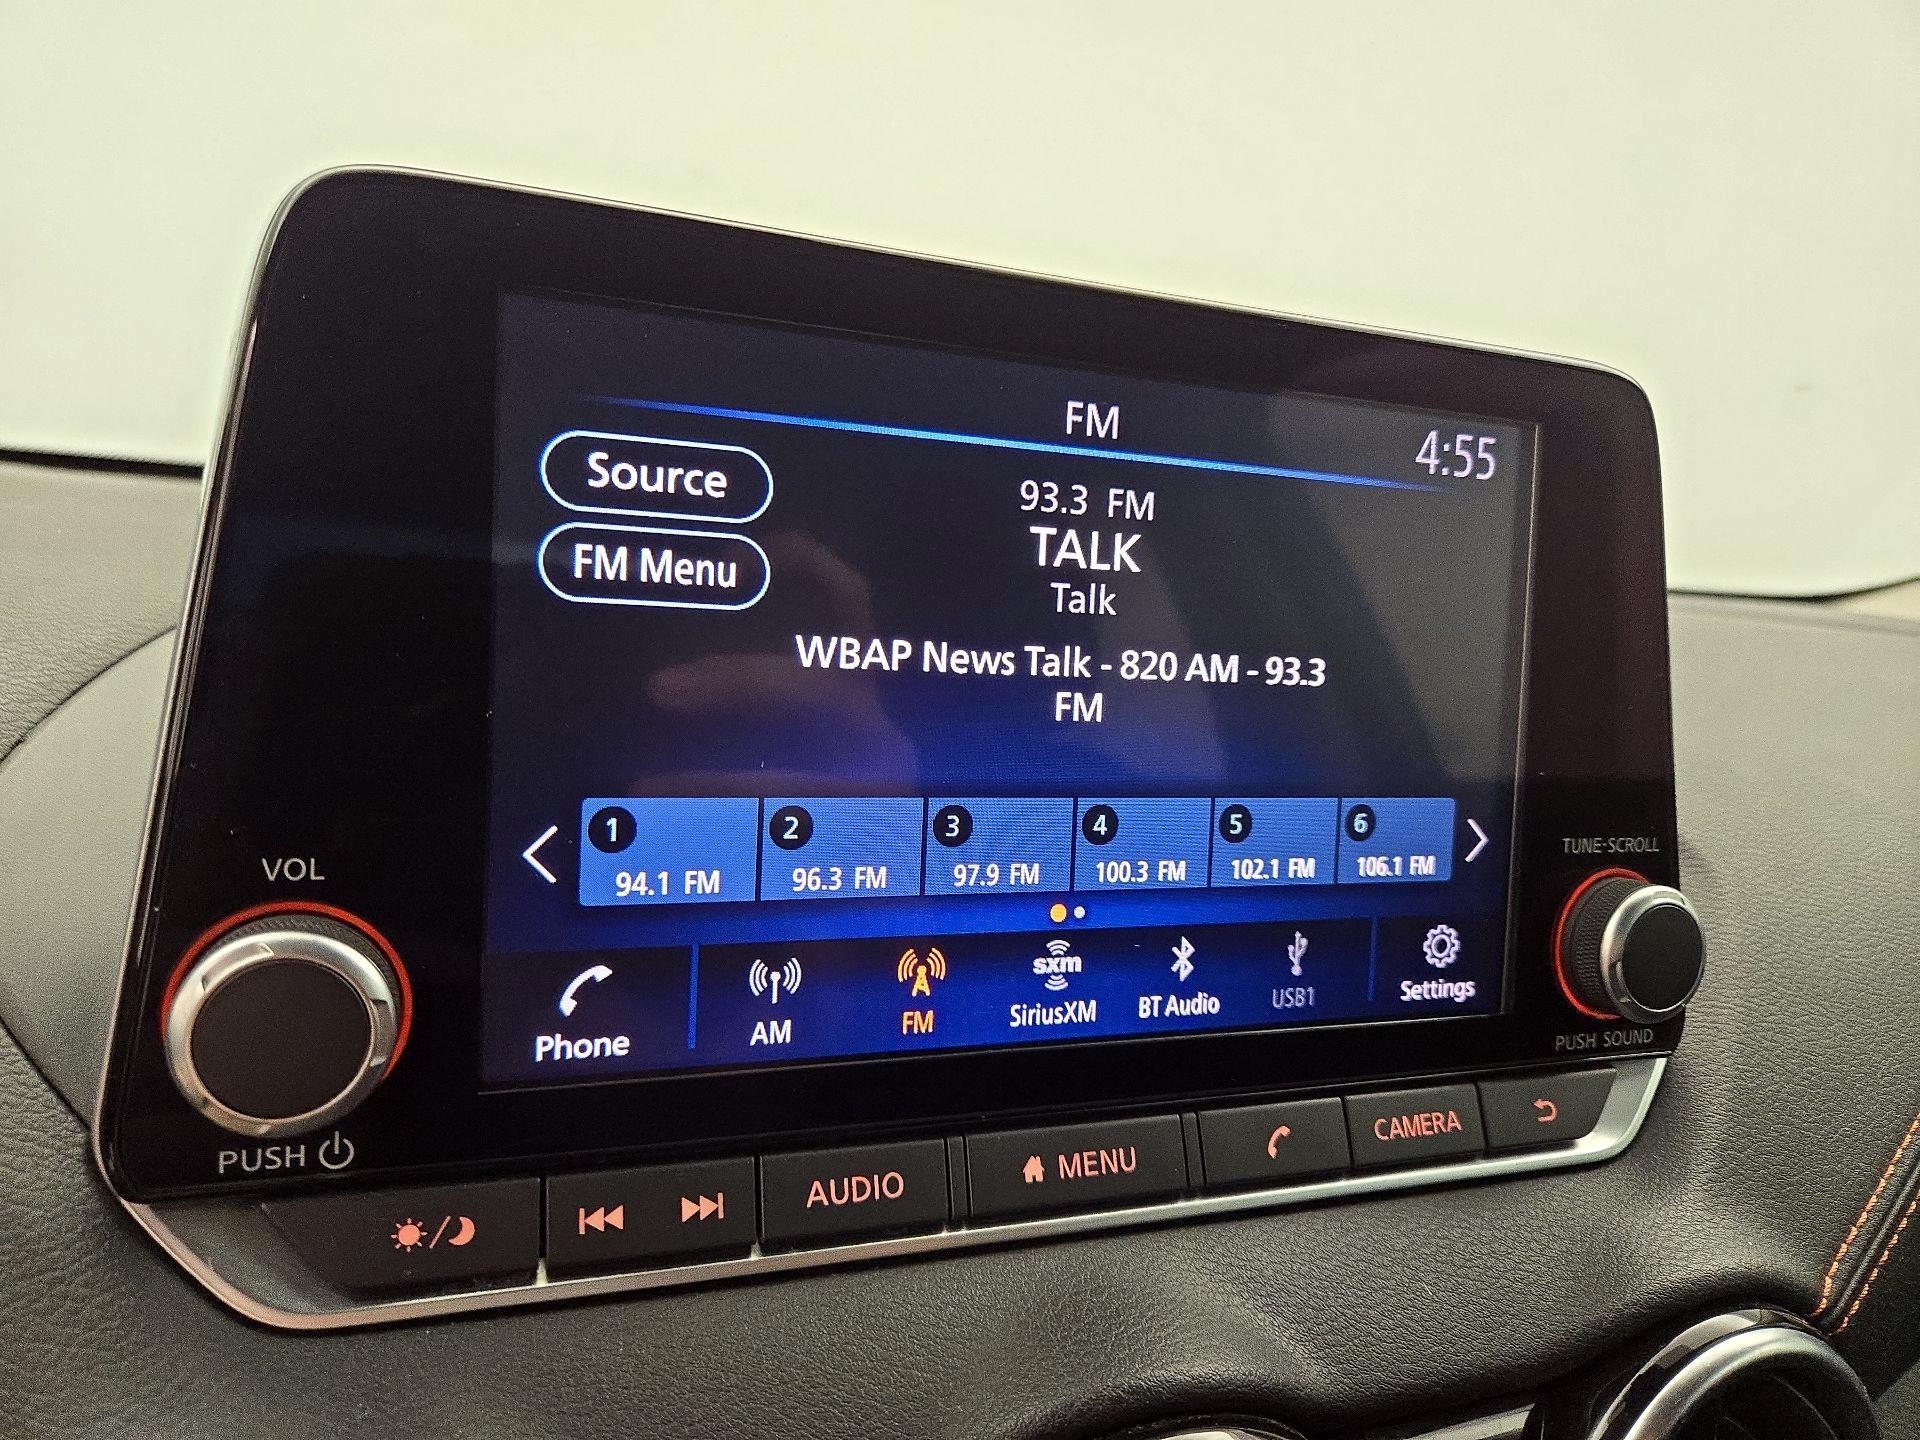 FM
4:55
Source
93.3 FM
TALK
FM Menu
Talk
WBAP News Talk - 820 AM - 93.3
FM
1 2 3 4 5 6
94.1 FM 96.3 FM 97.9 FM 100.3 FM 102.1 FM 106.1 FM
VOL
TUNE·SCROLL
sxm
Phone AM FM SiriusXM BT Audio USB1 Settings
PUSH
PUSH SOUND
AUDIO MENU CAMERA